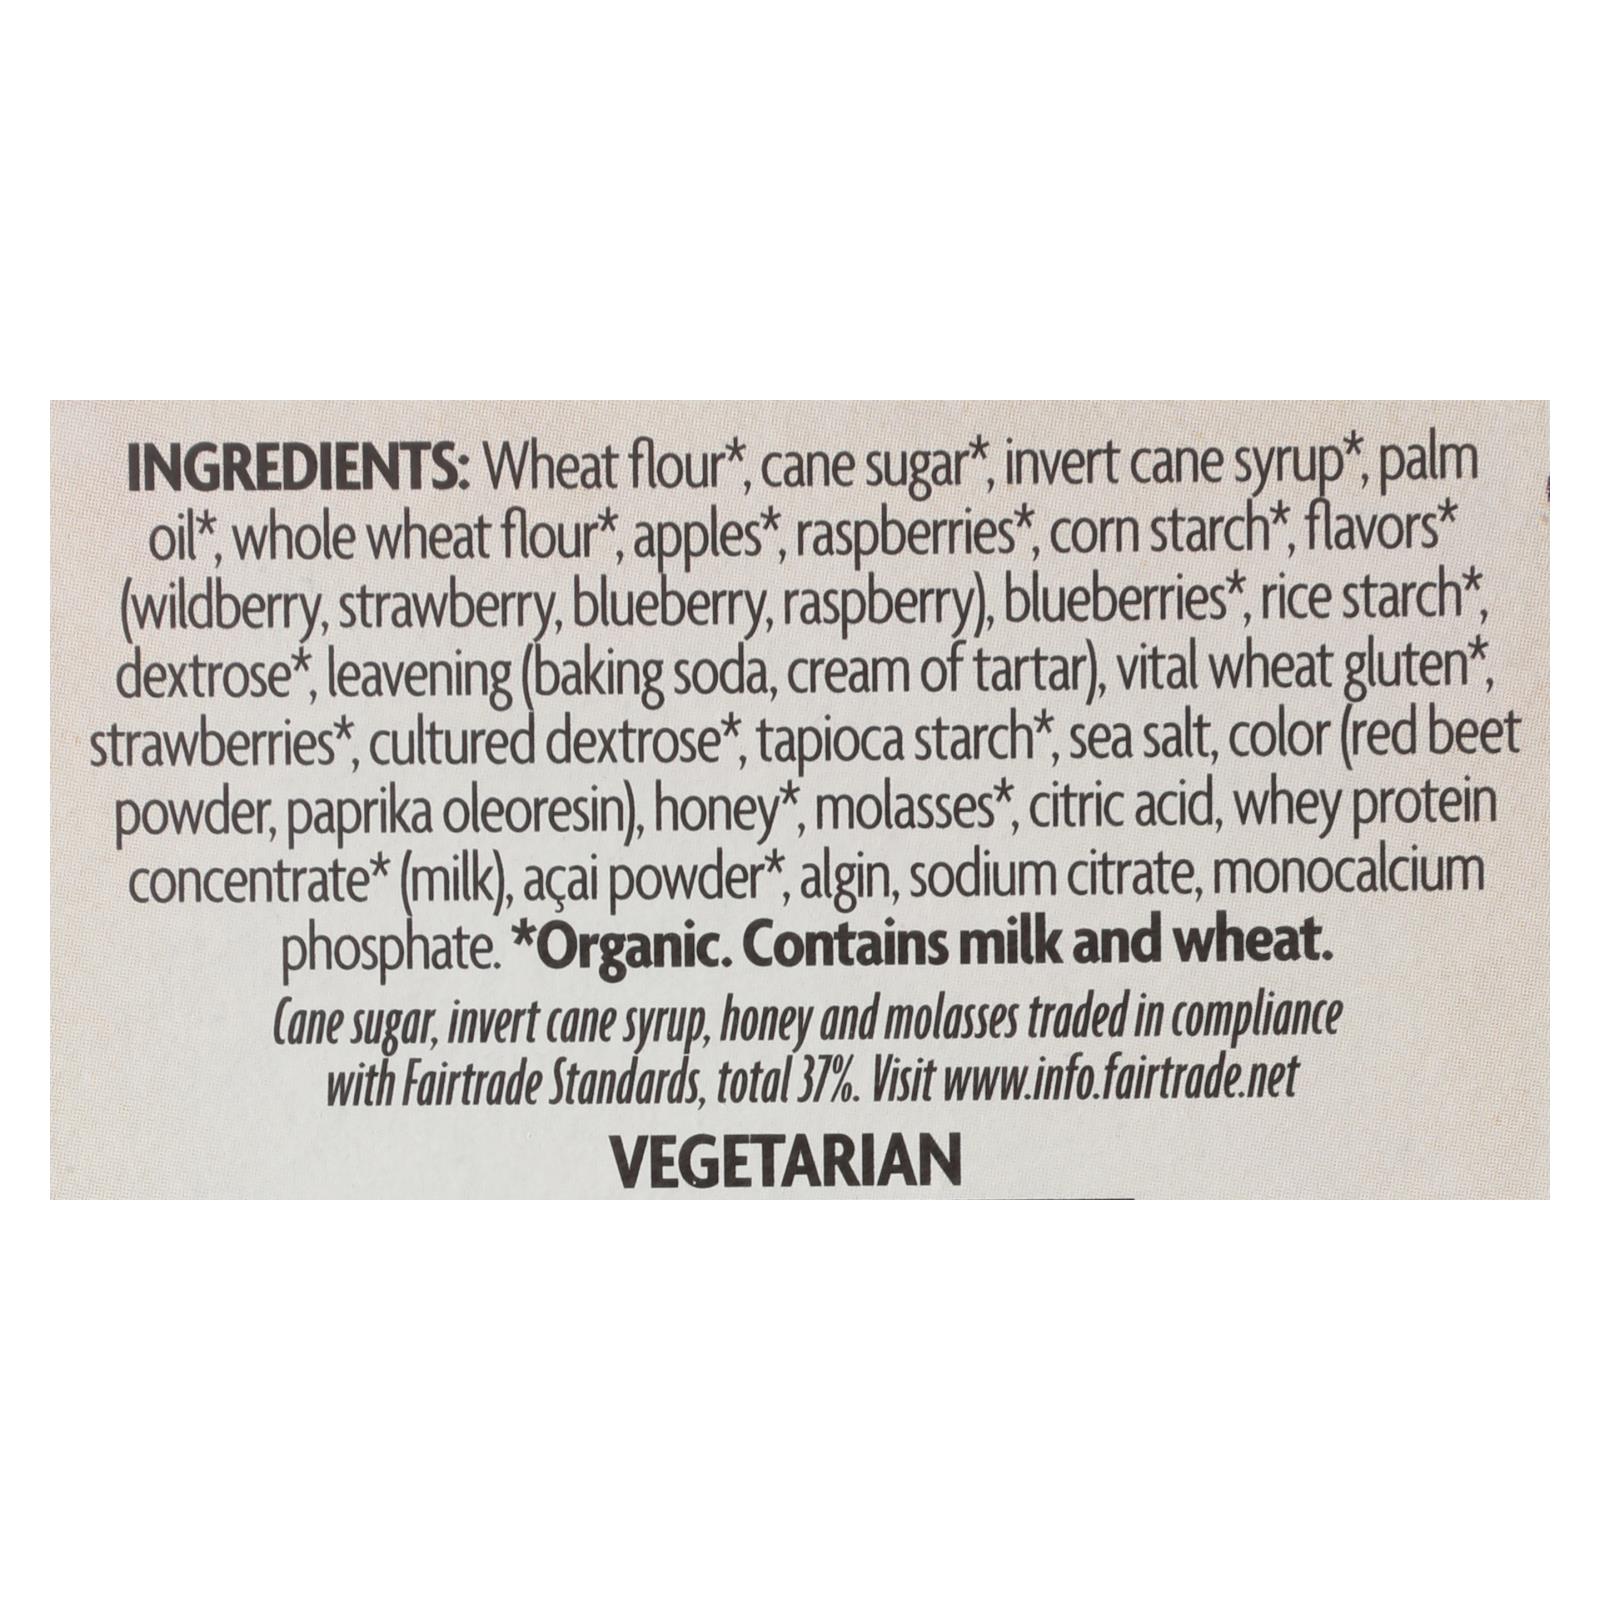 INGREDIENTS: Wheat flour*, cane sugar*, invert cane syrup*, palm
oil*, whole wheat flour*, apples*, raspberries*, corn starch*, flavors*
(wildberry, strawberry, blueberry, raspberry), blueberries*, rice starch*,
dextrose*, leavening (baking soda, cream of tartar), vital wheat gluten*,
strawberries*, cultured dextrose*, tapioca starch*, sea salt, color (red beet
powder, paprika oleoresin), honey*, molasses*, citric acid, whey protein
concentrate* (milk), açai powder*, algin, sodium citrate, monocalcium
phosphate. *Organic. Contains milk and wheat.
Cane sugar, invert cane syrup, honey and molasses traded in compliance
with Fairtrade Standards, total 37%. Visit www.info.fairtrade.net
VEGETARIAN